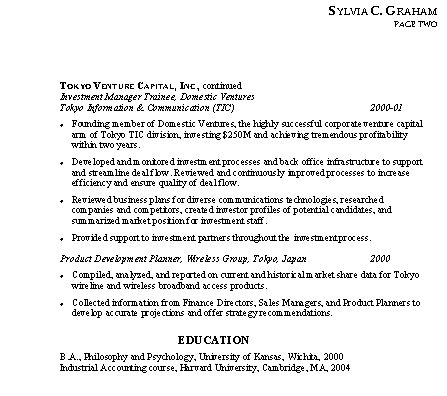 SYLVIA C. GRAHAM
PAGE TWO
TOKYO VENTURE CAPITAL, INC., continued
Investment Manager Trainee, Domestic Ventures
Tokyo Information & Communication (TIC) 2000-01
• Founding member of Domestic Ventures, the highly successful corporate venture capital
arm of Tokyo TIC division, investing $250M and achieving tremendous profitability
within two years.
• Developed and monitored investment processes and back office infrastructure to support
and streamline deal flow. Reviewed and continuously improved processes to increase
efficiency and ensure quality of deal flow.
• Reviewed business plans for diverse communications technologies, researched
companies and competitors, created investor profiles of potential candidates, and
summarized market position for investment staff.
• Provided support to investment partners throughout the investment process.
Product Development Planner, Wireless Group, Tokyo, Japan 2000
• Compiled, analyzed, and reported on current and historical market share data for Tokyo
wireline and wireless broadband access products.
• Collected information from Finance Directors, Sales Managers, and Product Planners to
develop accurate projections and offer strategy recommendations.
EDUCATION
B.A., Philosophy and Psychology, University of Kansas, Wichita, 2000
Industrial Accounting course, Harvard University, Cambridge, MA, 2004